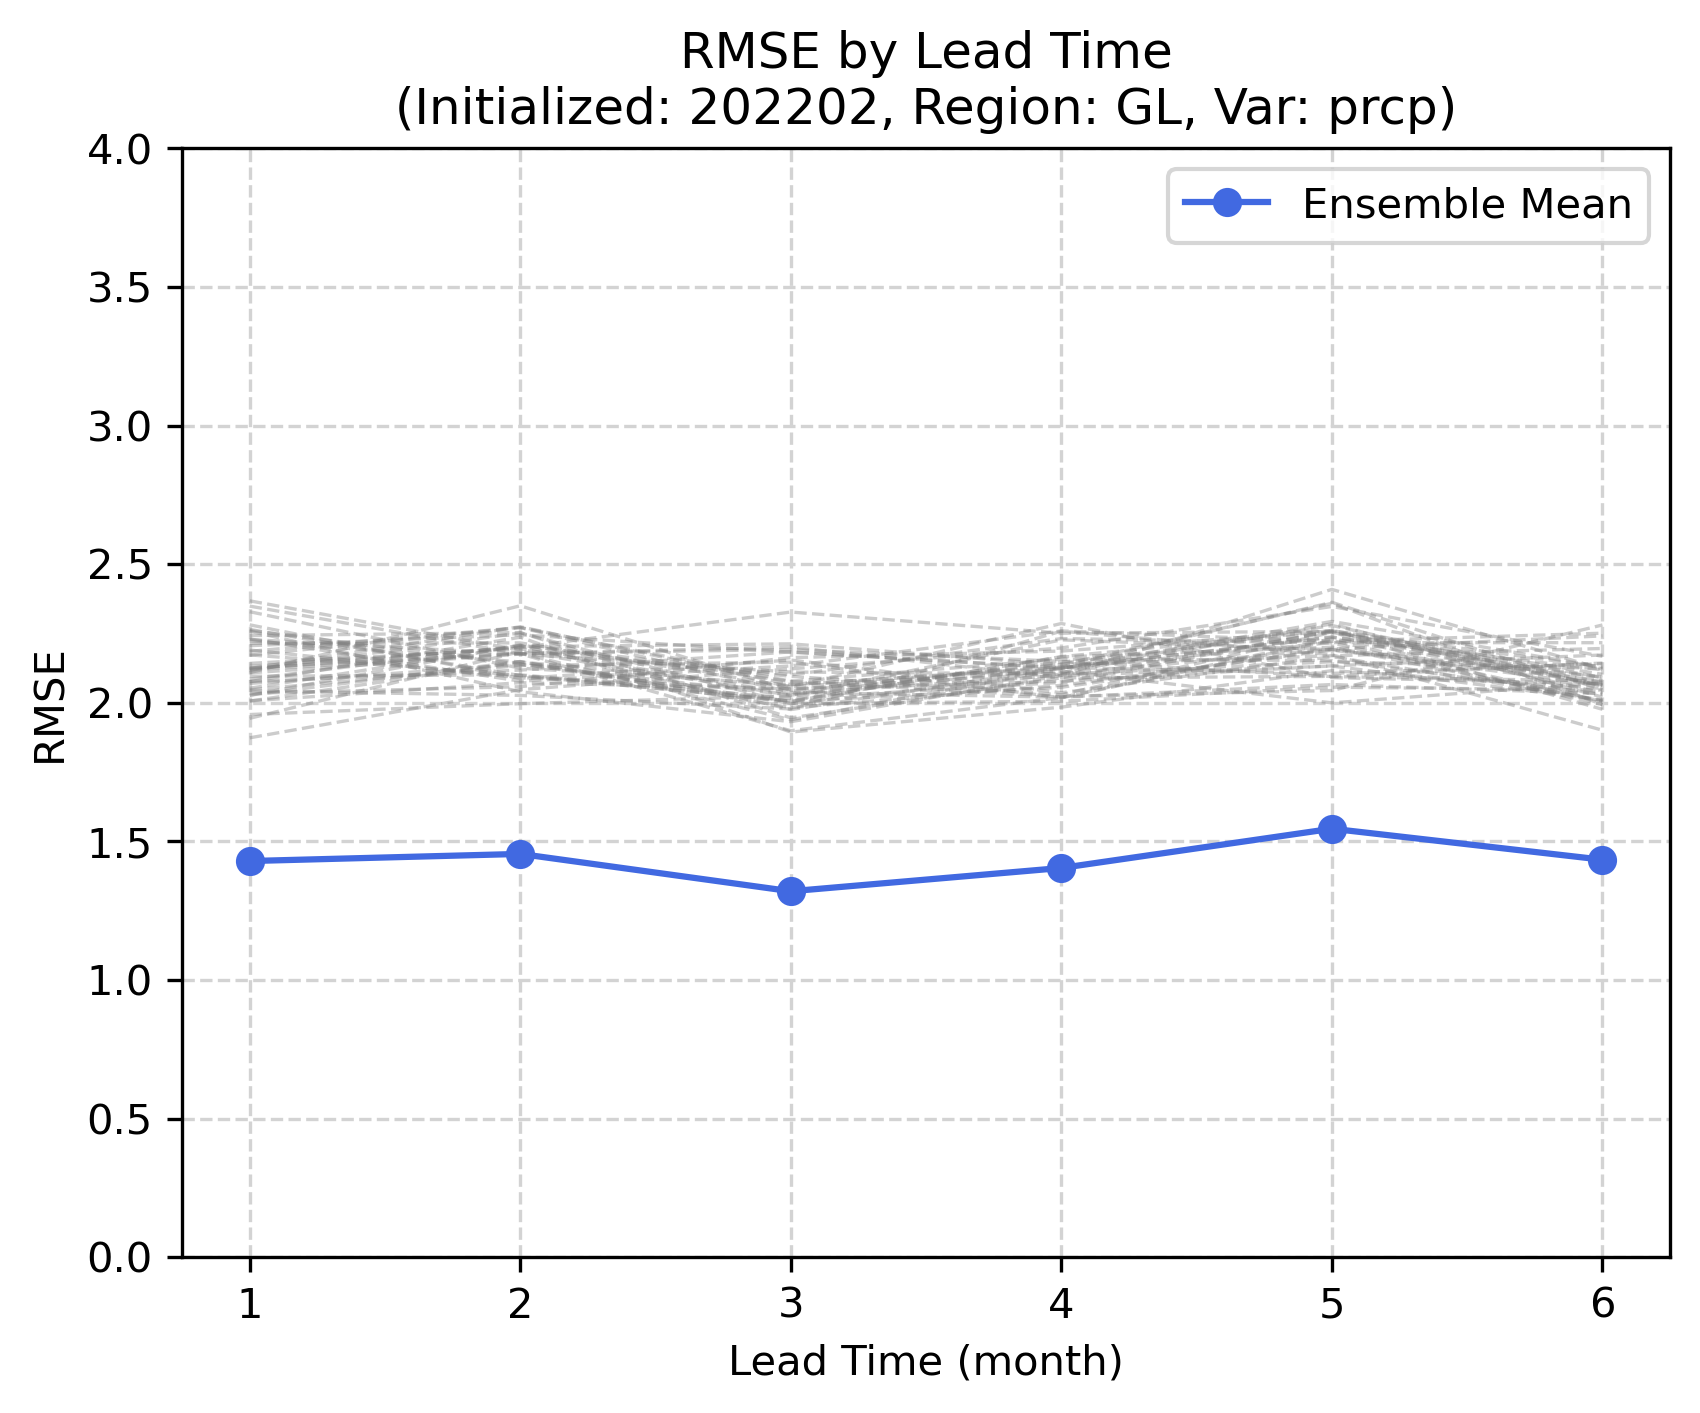 RMSE by Lead Time
(Initialized: 202202, Region: GL, Var: prcp)
Ensemble Mean
4.0
3.5
3.0
2.5
2.0
1.5
1.0
0.5
0.0
RMSE
1 2 3 4 5 6
Lead Time (month)